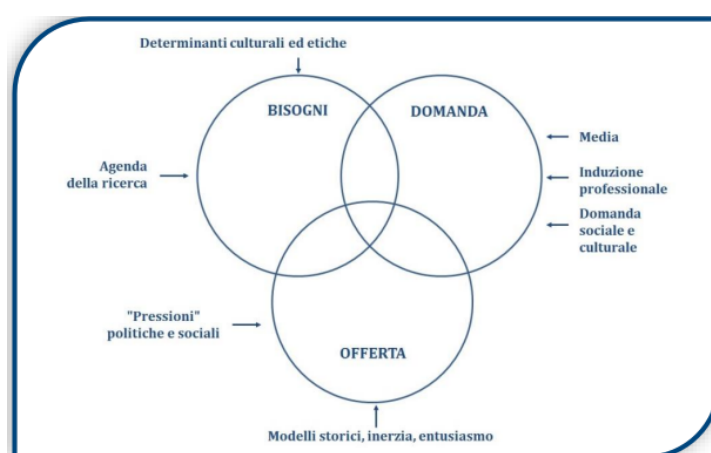 Determinanti culturali ed etiche
BISOGNI
DOMANDA
Media
Agenda
della ricerca
Induzione
professionale
Domanda
sociale e
culturale
"Pressioni"
politiche e sociali
OFFERTA
Modelli storici, inerzia, entusiasmo